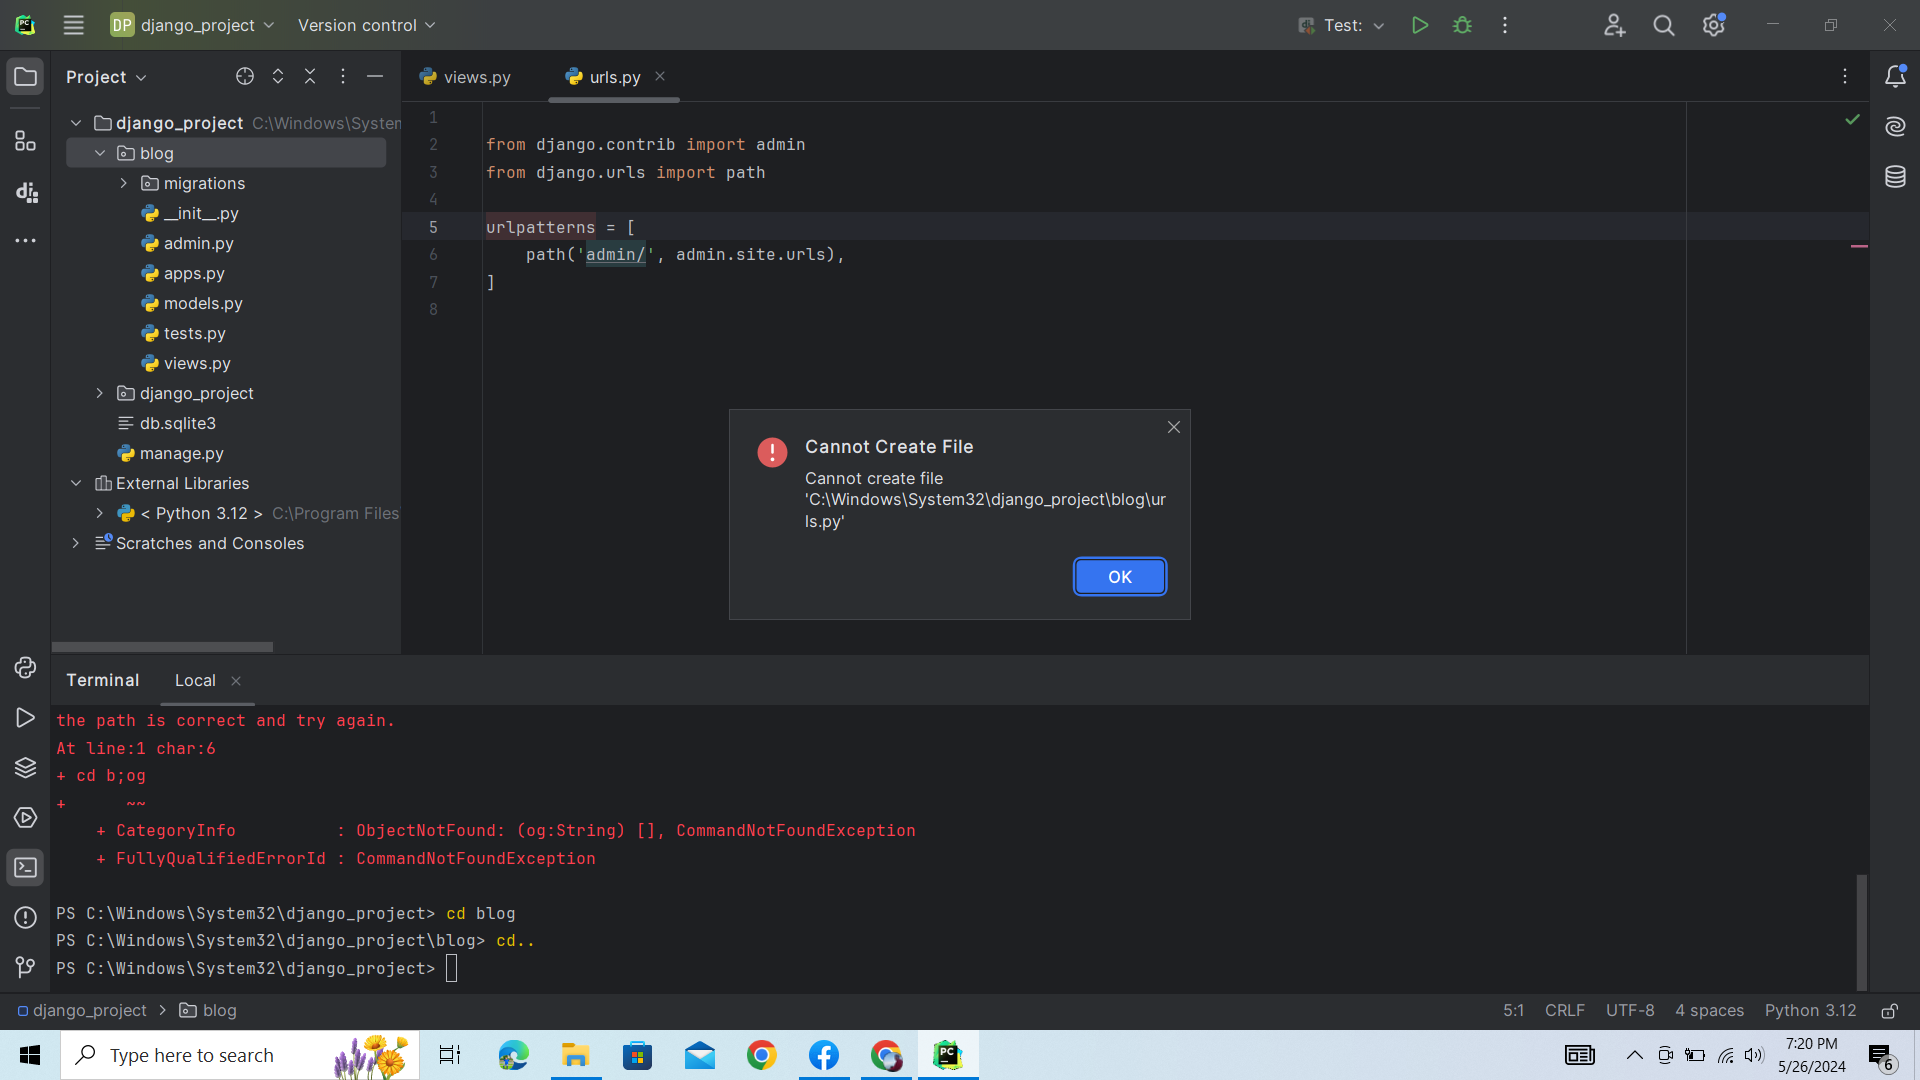 PC
DP django_project
Version control
Test:
Project
views.py
urls.py
django_project C:\Windows\System
blog
migrations
__init__.py
admin.py
apps.py
models.py
tests.py
views.py
django_project
db.sqlite3
manage.py
External Libraries
< Python 3.12 > C:\Program Files
Scratches and Consoles
1
2 from django.contrib import admin
3 from django.urls import path
4
5 urlpatterns = [
6 path('admin/', admin.site.urls),
7 ]
8
Cannot Create File
Cannot create file
'C:\Windows\System32\django_project\blog\ur
ls.py'
OK
Terminal
Local
the path is correct and try again.
At line:1 char:6
+ cd b;og
+ ~~
+ CategoryInfo : ObjectNotFound: (og:String) [], CommandNotFoundException
+ FullyQualifiedErrorId : CommandNotFoundException
PS C:\Windows\System32\django_project> cd blog
PS C:\Windows\System32\django_project\blog> cd..
PS C:\Windows\System32\django_project>
django_project > blog
5:1
CRLF
UTF-8
4 spaces
Python 3.12
Type here to search
PC
7:20 PM
5/26/2024
6